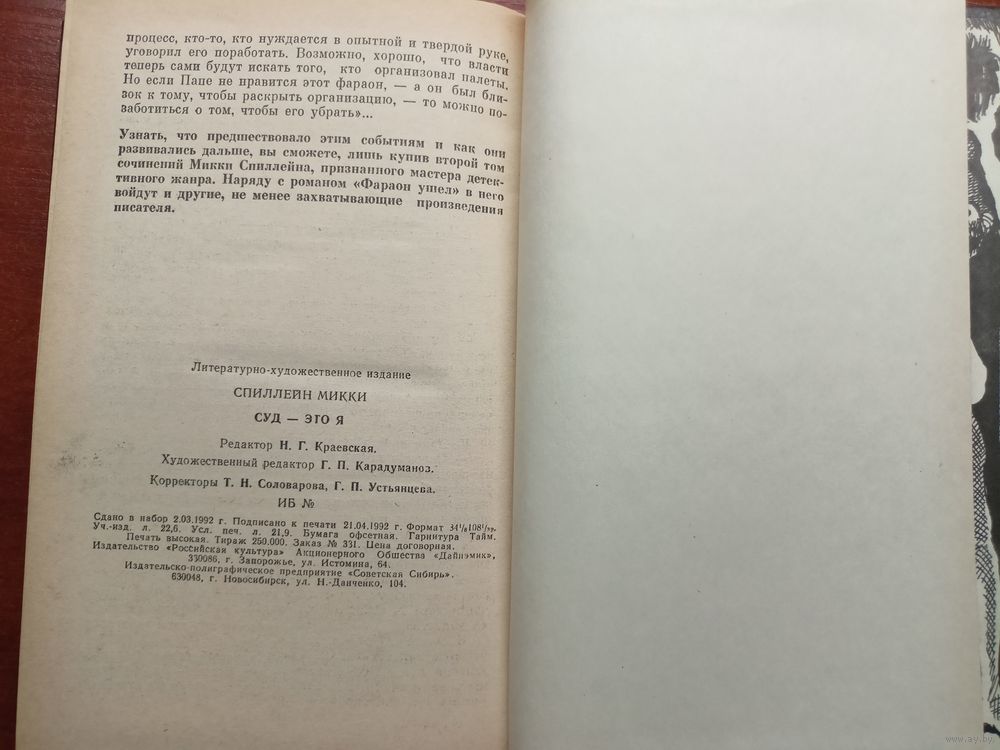 процесс, кто-то, кто нуждается в опытной и твердой руке,
уговорил его поработать. Возможно, хорошо, что власти
теперь сами будут искать того, кто организовал налеты.
Но если Папе не нравится этот фараон, — а он был бли-
зок к тому, чтобы раскрыть организацию, — то можно по-
заботиться о том, чтобы его убрать»...
Узнать, что предшествовало этим событиям и как они
развивались дальше, вы сможете, лишь купив второй том
сочинений Микки Спиллейна, признанного мастера детек-
тивного жанра. Наряду с романом «Фараон ушел» в него
войдут и другие, не менее захватывающие произведения
писателя.
Литературно-художественное издание
СПИЛЛЕЙН МИККИ
СУД — ЭГО Я
Редактор Н. Г. Краевская.
Художественный редактор Г. П. Карадуманоз.
Корректоры Т. Н. Соловарова, Г. П. Устьянцева.
ИБ №
Сдано в набор 2.03.1992 г. Подписано к печати 21.04.1992 г. Формат
Уч.-изд. л. 22,6. Усл. печ. л. 21,9. Бумага офсетная. Гарнитура Тайм.
Печать высокая. Тираж 250.000. Заказ № 331. Цена договорная.
Издательство «Российская культура» Акционерного Общества «Дайнэмик»,
330086, г. Запорожье, ул. Истомина, 64.
Издательско-полиграфическое предприятие «Советская Сибирь».
630048, г. Новосибирск, ул. Н.-Данченко, 104.
www.ay.by